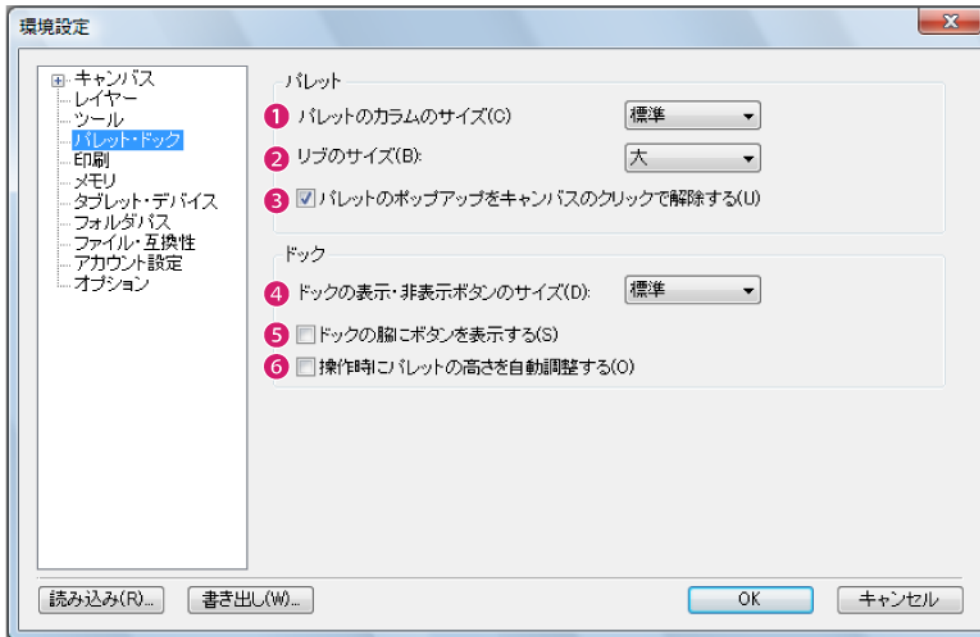 環境設定
キャンバス
レイヤー
ツール
パレット・ドック
印刷
メモリ
タブレット・デバイス
フォルダパス
ファイル・互換性
アカウント設定
オプション
パレット
1 パレットのカラムのサイズ(C) 標準
2 リブのサイズ(B): 大
3 パレットのポップアップをキャンバスのクリックで解除する(U)
ドック
4 ドックの表示・非表示ボタンのサイズ(D): 標準
5 ドックの脇にボタンを表示する(S)
6 操作時にパレットの高さを自動調整する(O)
読み込み(R)... 書き出し(W)... OK キャンセル